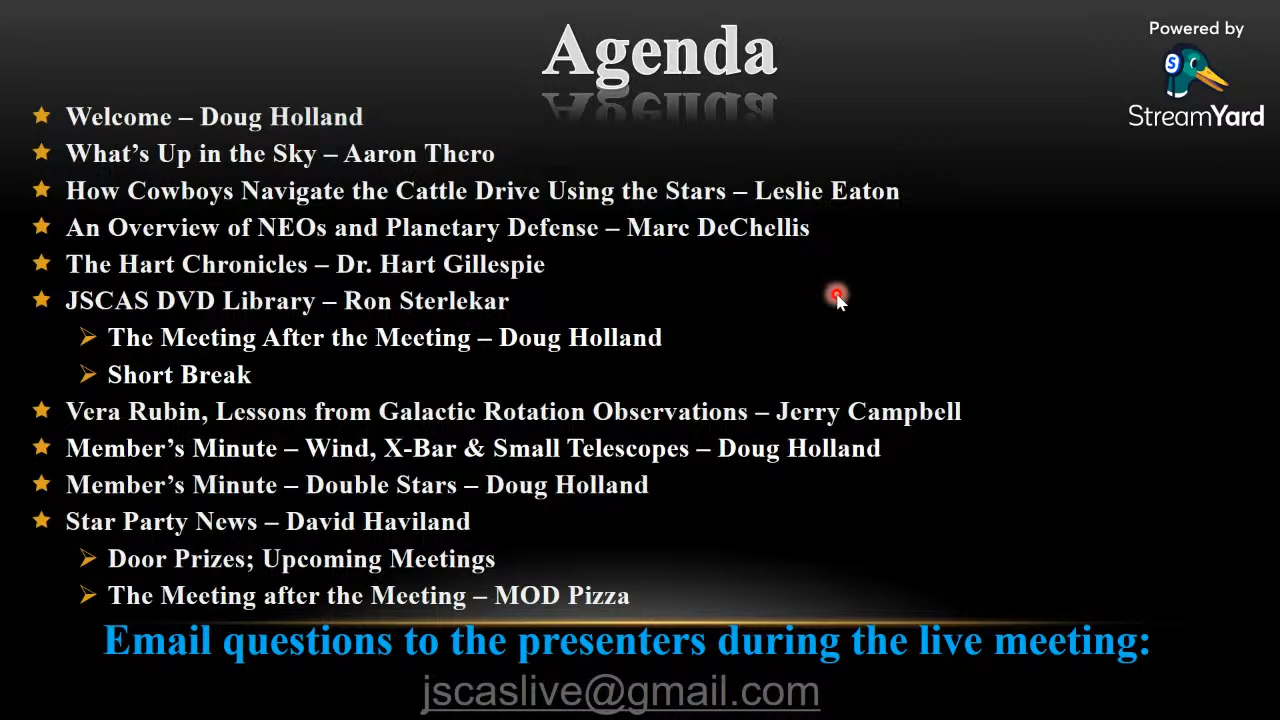 Agenda
Powered by
S
StreamYard
Welcome – Doug Holland
What’s Up in the Sky – Aaron Thero
How Cowboys Navigate the Cattle Drive Using the Stars – Leslie Eaton
An Overview of NEOs and Planetary Defense – Marc DeChellis
The Hart Chronicles – Dr. Hart Gillespie
JSCAS DVD Library – Ron Sterlekar
The Meeting After the Meeting – Doug Holland
Short Break
Vera Rubin, Lessons from Galactic Rotation Observations – Jerry Campbell
Member’s Minute – Wind, X-Bar & Small Telescopes – Doug Holland
Member’s Minute – Double Stars – Doug Holland
Star Party News – David Haviland
Door Prizes; Upcoming Meetings
The Meeting after the Meeting – MOD Pizza
Email questions to the presenters during the live meeting:
jscaslive@gmail.com